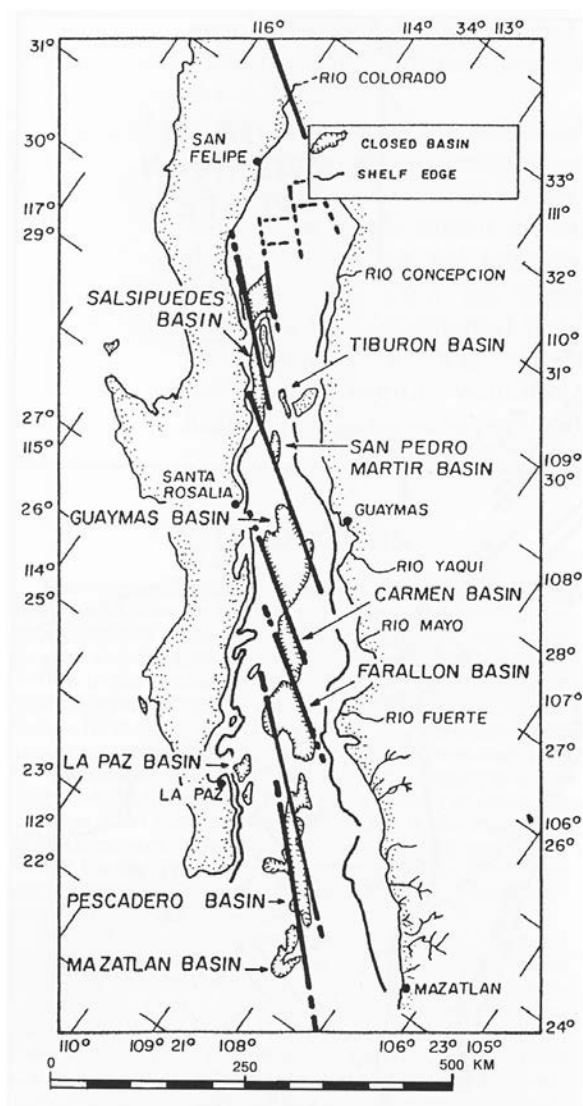 116° 114° 34° 113°
31°
RIO COLORADO
30°
SAN
FELIPE
CLOSED BASIN
SHELF EDGE
33°
117°
111°
29°
RIO CONCEPCION
32°
SALSIPUEDES
BASIN
110°
TIBURON BASIN
31°
27°
115°
SAN PEDRO
MARTIR BASIN
109°
30°
SANTA
ROSALIA
26°
GUAYMAS BASIN
GUAYMAS
114°
RIO YAQUI
108°
25°
CARMEN BASIN
RIO MAYO
28°
FARALLON BASIN
107°
RIO FUERTE
27°
LA PAZ BASIN
23°
LA PAZ
112°
106°
26°
22°
PESCADERO BASIN
MAZATLAN BASIN
MAZATLAN
24°
110° 109° 21° 108° 106° 23° 105°
0 250 500 KM